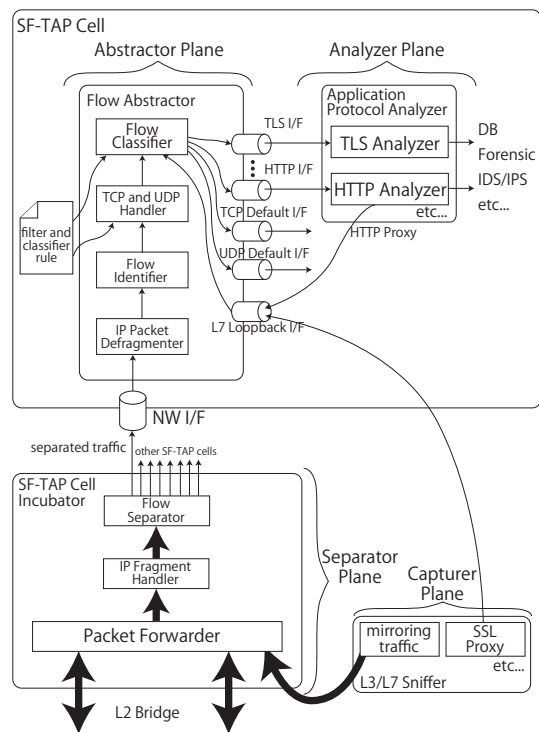 SF-TAP Cell
Abstractor Plane
Analyzer Plane
Flow Abstractor
Flow
Classifier
TCP and UDP
Handler
filter and
classifier
rule
Flow
Identifier
IP Packet
Defragmenter
TLS I/F
HTTP I/F
TCP Default I/F
UDP Default I/F
L7 Loopback I/F
Application
Protocol Analyzer
TLS Analyzer
HTTP Analyzer
etc...
HTTP Proxy
DB
Forensic
IDS/IPS
etc...
NW I/F
separated traffic
other SF-TAP cells
SF-TAP Cell
Incubator
Flow
Separator
IP Fragment
Handler
Packet Forwarder
L2 Bridge
Separator
Plane
Capturer
Plane
mirroring
traffic
SSL
Proxy
etc...
L3/L7 Sniffer